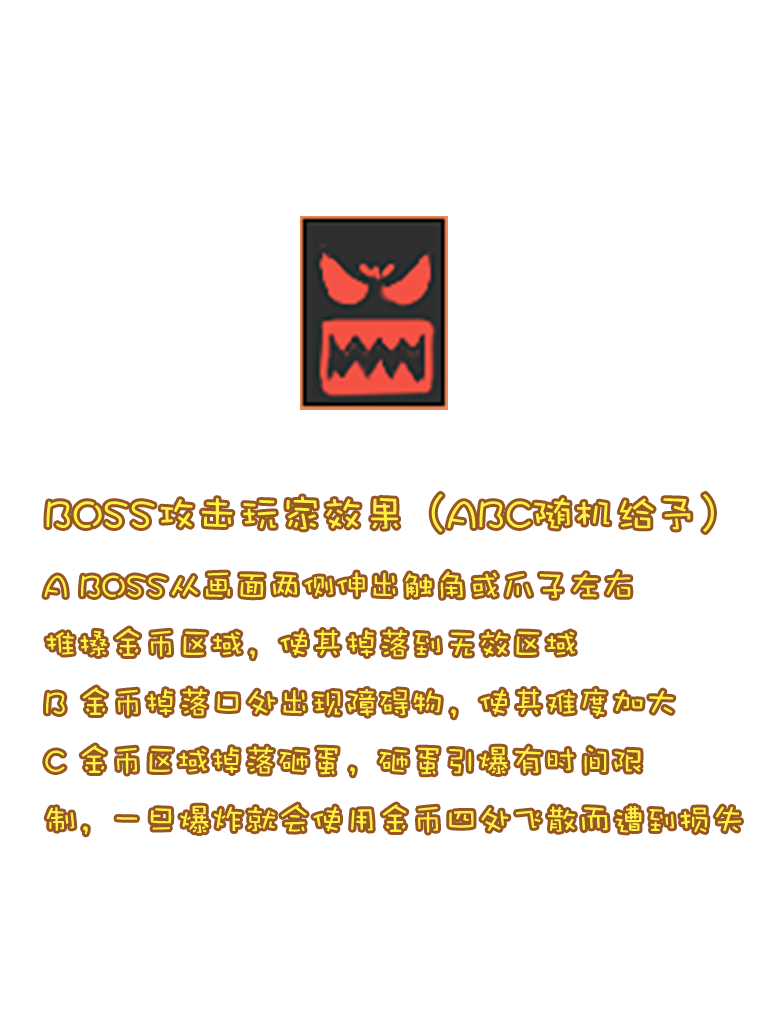 BOSS攻击玩家效果（ABC随机给予）
A BOSS从画面两侧伸出触角或爪子左右
推搡金币区域，使其掉落到无效区域
B 金币掉落口处出现障碍物，使其难度加大
C 金币区域掉落砸蛋，砸蛋引爆有时间限
制，一旦爆炸就会使用金币四处飞散而遭到损失